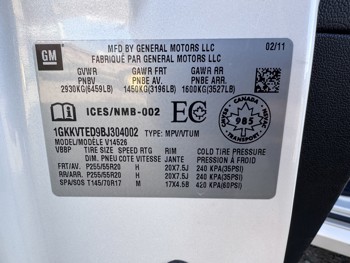 GM
MFD BY GENERAL MOTORS LLC 02/11
FABRIQUÉ PAR GENERAL MOTORS LLC
GVWR GAWR FRT GAWR RR
PNBV PNBE AVT PNBE ARR.
2930KG(6459LB) 1450KG(3196LB) 1600KG(3527LB)
ICES/NMB-002 EC
CANADA
985
1GKKVTED9BJ304002 TYPE: MPV/VTUM
MODEL/MODÈLE V14526
VBBP TIRE SIZE SPEED RTG RIM COLD TIRE PRESSURE
DIM. PNEU COTE VITESSE JANTE PRESSION À FROID
FRT/AV. P255/55R20 H 20X7.5J 240 KPA(35PSI)
RR/ARR. P255/55R20 H 20X7.5J 240 KPA(35PSI)
SPA/SOS T145/70R17 M 17X4.5B 420 KPA(60PSI)